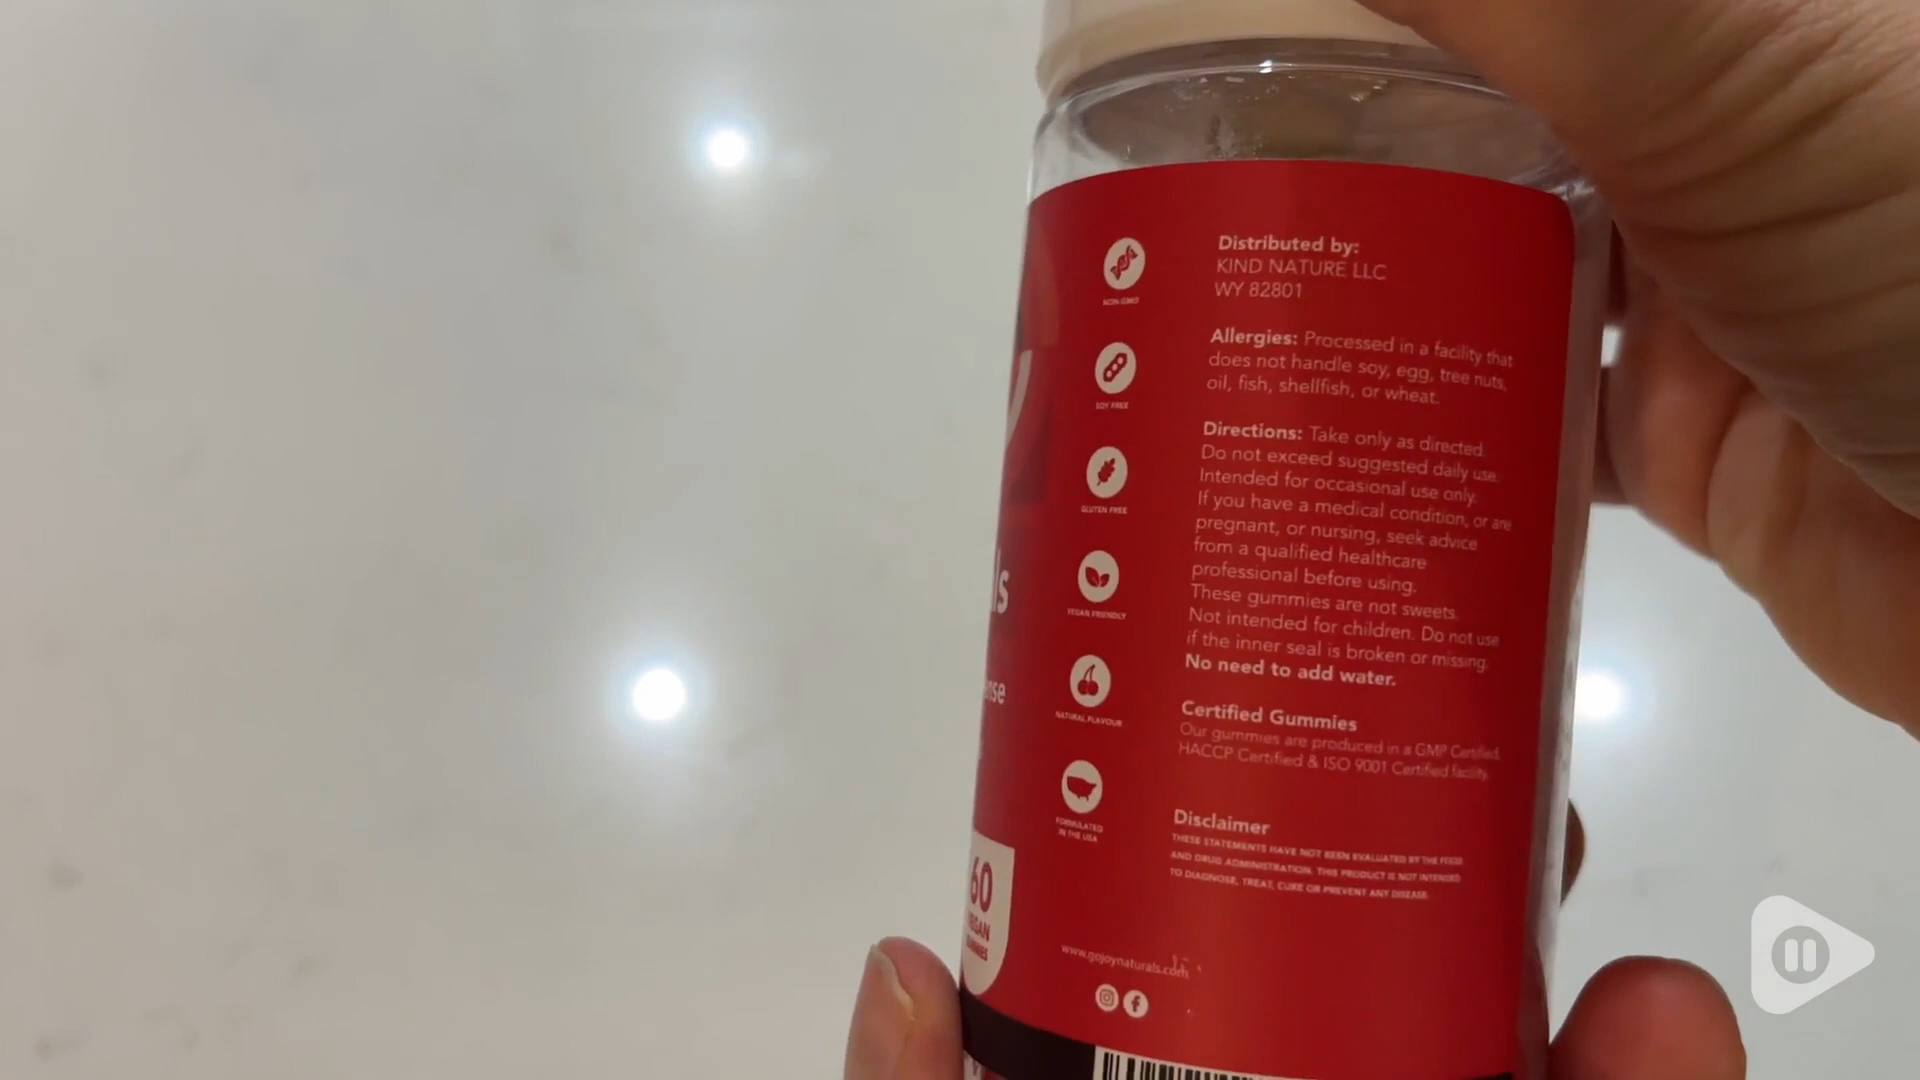 Distributed by:
KIND NATURE LLC
WY 82801
Allergies: Processed in a facility that
does not handle soy, egg, tree nuts,
oil, fish, shellfish, or wheat.
Directions: Take only as directed.
Do not exceed suggested daily use.
Intended for occasional use only.
If you have a medical condition, or are
pregnant, or nursing, seek advice
from a qualified healthcare
professional before using.
These gummies are not sweets.
Not intended for children. Do not use
if the inner seal is broken or missing.
No need to add water.
Certified Gummies
Our gummies are produced in a GMP Certified,
HACCP Certified & ISO 9001 Certified facility.
Disclaimer
THESE STATEMENTS HAVE NOT BEEN EVALUATED BY THE FOOD
AND DRUG ADMINISTRATION. THIS PRODUCT IS NOT INTENDED
TO DIAGNOSE, TREAT, CURE OR PREVENT ANY DISEASE.
NON-GMO
SOY FREE
GLUTEN FREE
VEGAN FRIENDLY
NATURAL FLAVOUR
FORMULATED
IN THE USA
60
VEGAN
GUMMIES
www.gojoynaturals.com